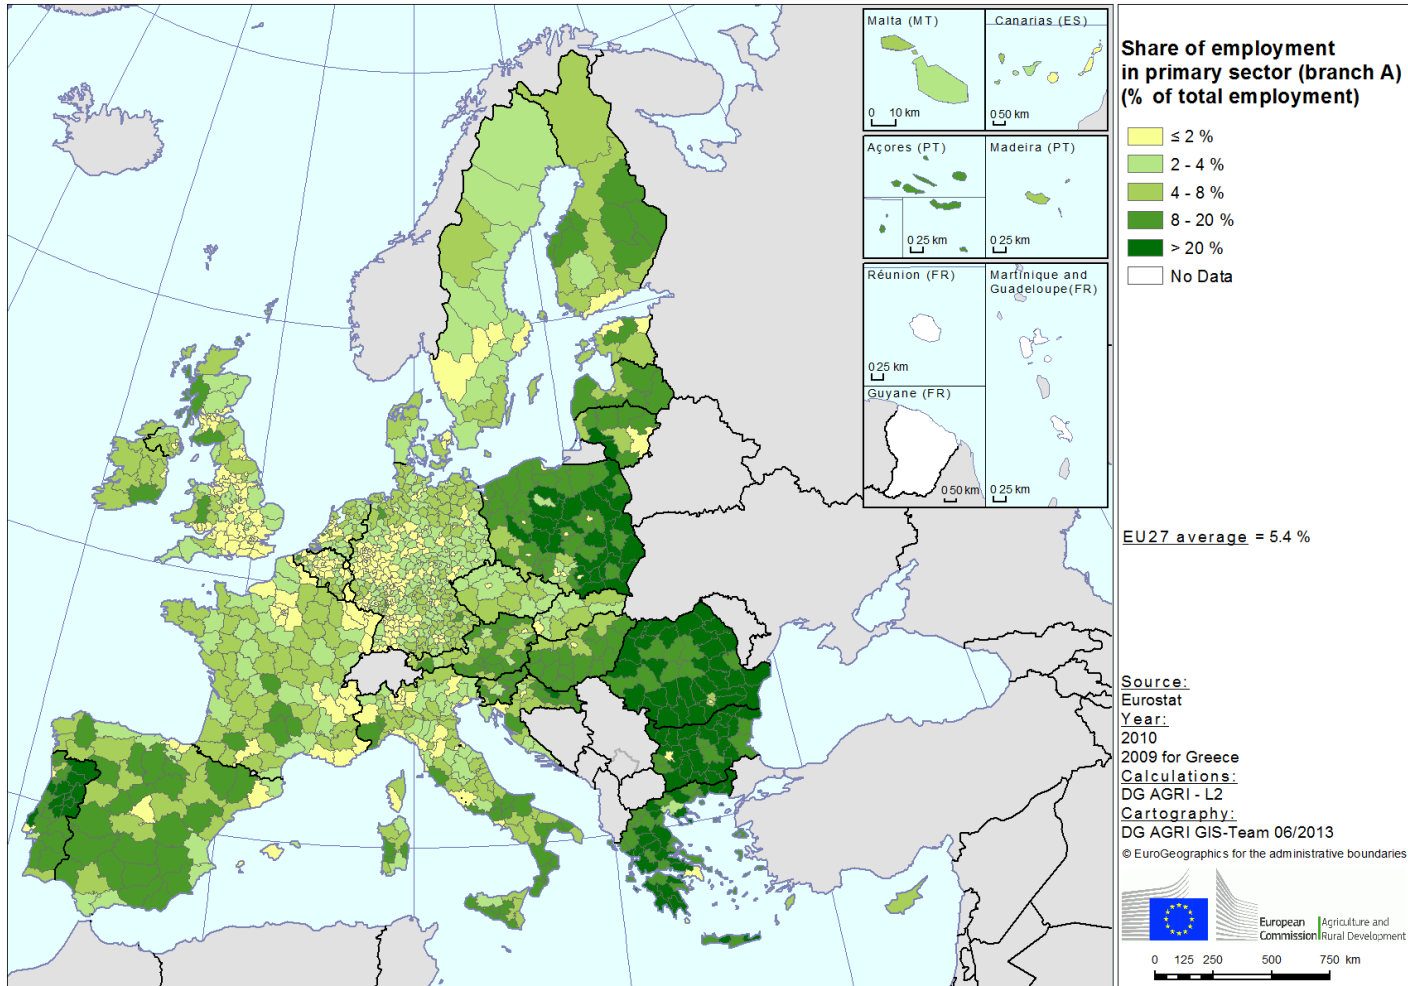 Malta (MT)
0 10 km
Canarias (ES)
0 50 km
Açores (PT)
0 25 km
Madeira (PT)
0 25 km
Réunion (FR)
0 25 km
Martinique and
Guadeloupe(FR)
0 25 km
Guyane (FR)
0 50 km
Share of employment
in primary sector (branch A)
(% of total employment)
≤ 2 %
2 - 4 %
4 - 8 %
8 - 20 %
> 20 %
No Data
EU27 average = 5.4 %
Source:
Eurostat
Year:
2010
2009 for Greece
Calculations:
DG AGRI - L2
Cartography:
DG AGRI GIS-Team 06/2013
© EuroGeographics for the administrative boundaries
European
Commission
Agriculture and
Rural Development
0 125 250 500 750 km